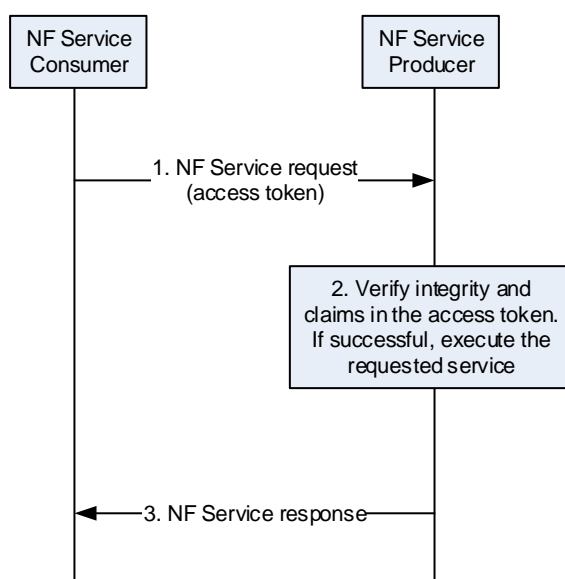 NF Service
Consumer
NF Service
Producer
1. NF Service request
(access token)
2. Verify integrity and
claims in the access token.
If successful, execute the
requested service
3. NF Service response